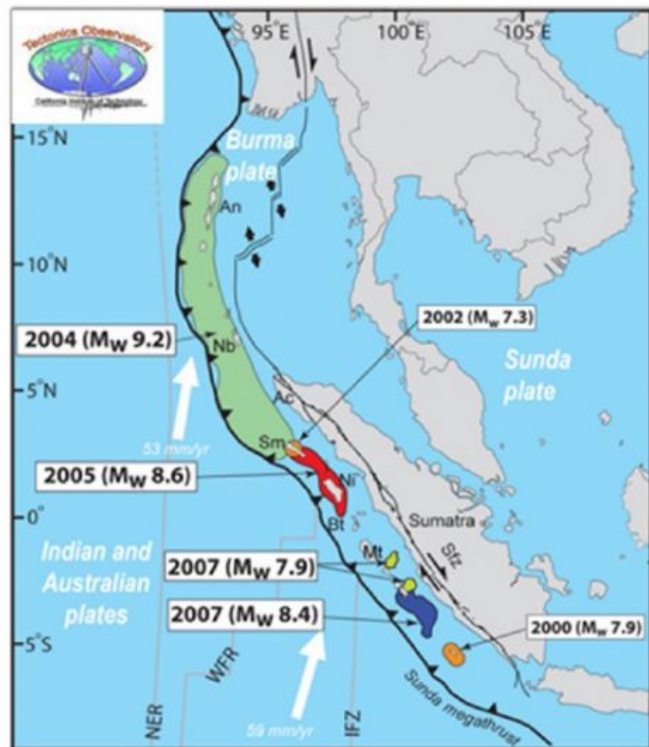 Tectonics Observatory
California Institute of Technology
95°E
100°E
105°E
15°N
Burma
plate
An
10°N
2002 (Mw 7.3)
2004 (Mw 9.2)
Nb
Sunda
plate
5°N
Ac
53 mm/yr
Sm
2005 (Mw 8.6)
Ni
0°
Bt
Sumatra
Indian and
Australian
plates
Mt
Sfz
2007 (Mw 7.9)
2007 (Mw 8.4)
2000 (Mw 7.9)
5°S
WFR
NER
59 mm/yr
IFZ
Sunda megathrust